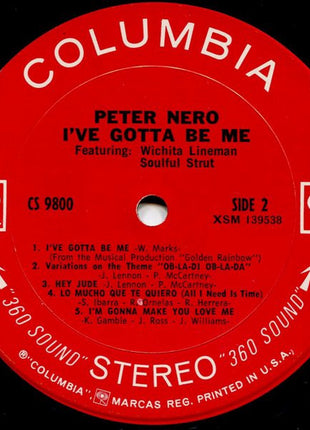 COLUMBIA
PETER NERO
I'VE GOTTA BE ME
Featuring: Wichita Lineman
Soulful Strut
CS 9800
SIDE 2
XSM 139538
1. I'VE GOTTA BE ME -W. Marks-
(From the Musical Production "Golden Rainbow")
2. Variations on the Theme "OB-LA-DI OB-LA-DA"
-J. Lennon - P. McCartney-
3. HEY JUDE -J. Lennon - P. McCartney-
4. LO MUCHO QUE TE QUIERO (All I Need Is Time)
-S. Ibarra - R. Ornelas - R. Herrera-
5. I'M GONNA MAKE YOU LOVE ME
-K. Gamble - J. Ross - J. Williams-
"360 SOUND" STEREO "360 SOUND"
® "COLUMBIA", MARCAS REG. PRINTED IN U.S.A.